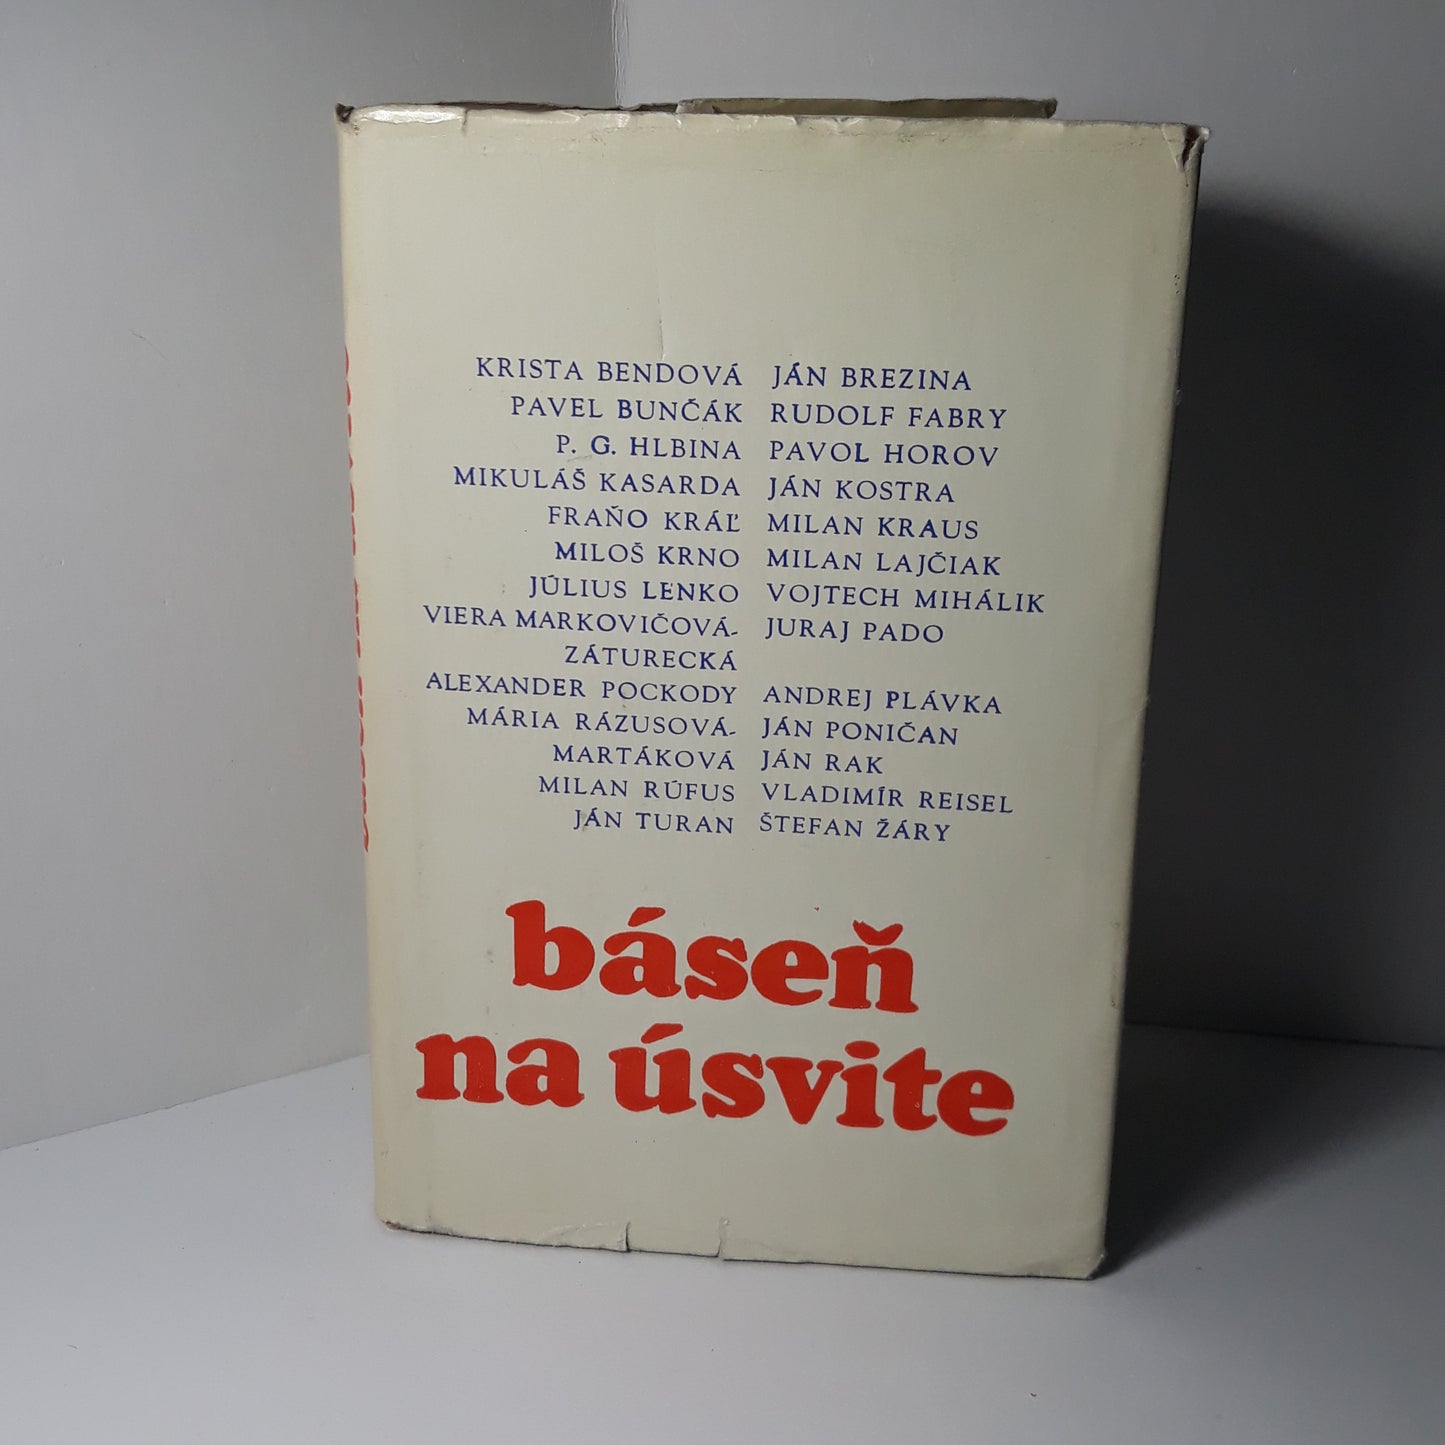 KRISTA BENDOVÁ JÁN BREZINA
PAVEL BUNČÁK RUDOLF FABRY
P. G. HLBINA PAVOL HOROV
MIKULÁŠ KASARDA JÁN KOSTRA
FRAŇO KRÁĽ MILAN KRAUS
MILOŠ KRNO MILAN LAJČIAK
JÚLIUS LENKO VOJTECH MIHÁLIK
VIERA MARKOVIČOVÁ- JURAJ PADO
ZÁTURECKÁ
ALEXANDER POCKODY ANDREJ PLÁVKA
MÁRIA RÁZUSOVÁ- JÁN PONIČAN
MARTÁKOVÁ JÁN RAK
MILAN RÚFUS VLADIMÍR REISEL
JÁN TURAN ŠTEFAN ŽÁRY
báseň
na úsvite